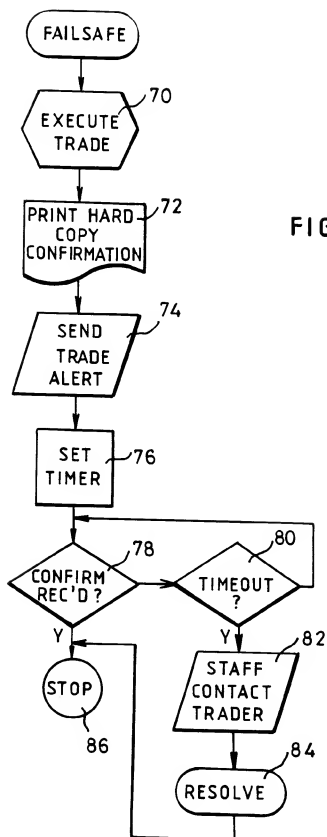 FAILSAFE
70
EXECUTE
TRADE
72
PRINT HARD
COPY
CONFIRMATION
FIG
74
SEND
TRADE
ALERT
SET
TIMER
76
78
CONFIRM
REC'D?
80
TIMEOUT
?
Y
Y
82
STAFF
CONTACT
TRADER
STOP
86
84
RESOLVE